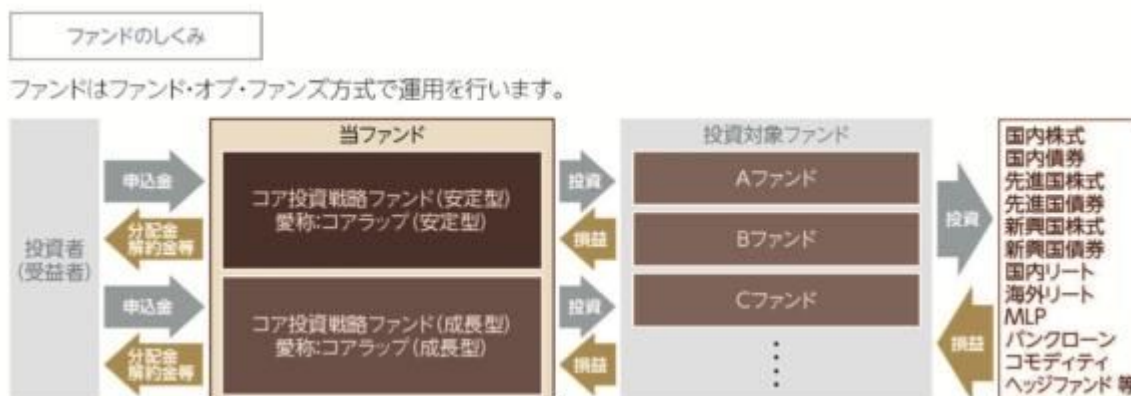 ファンドのしくみ
ファンドはファンド・オブ・ファンズ方式で運用を行います。
投資者
(受益者)
申込金
分配金
解約金等
申込金
分配金
解約金等
当ファンド
コア投資戦略ファンド(安定型)
愛称:コアラップ(安定型)
コア投資戦略ファンド(成長型)
愛称:コアラップ(成長型)
投資
損益
投資
損益
投資対象ファンド
Aファンド
Bファンド
Cファンド
投資
損益
国内株式
国内債券
先進国株式
先進国債券
新興国株式
新興国債券
国内リート
海外リート
MLP
バンクローン
コモディティ
ヘッジファンド 等